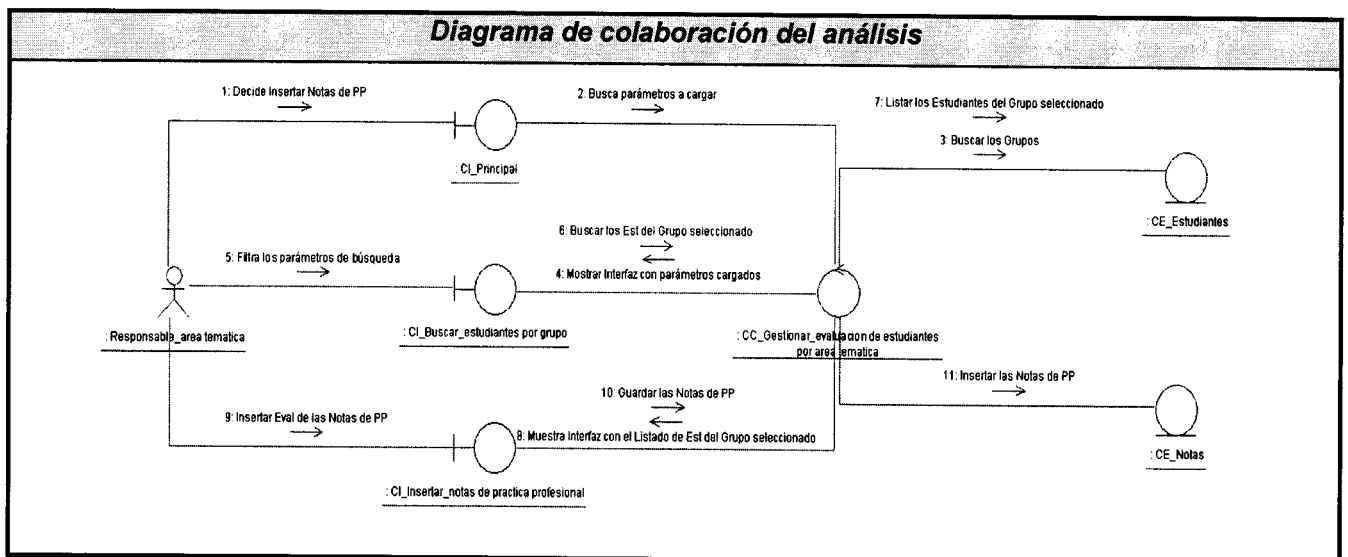 Diagrama de colaboración del análisis
1: Decide Insertar Notas de PP
2: Busca parámetros a cargar
7: Listar los Estudiantes del Grupo seleccionado
3: Buscar los Grupos
: CI_Principal
: CE_Estudiantes
6: Buscar los Est del Grupo seleccionado
5: Filtra los parámetros de búsqueda
4: Mostrar Interfaz con parámetros cargados
: Responsable_area tematica
: CI_Buscar_estudiantes por grupo
: CC_Gestionar_evaluacion de estudiantes
por area tematica
11: Insertar las Notas de PP
10: Guardar las Notas de PP
9: Insertar Eval de las Notas de PP
8: Muestra Interfaz con el Listado de Est del Grupo seleccionado
: CE_Notas
: CI_Insertar_notas de practica profesional